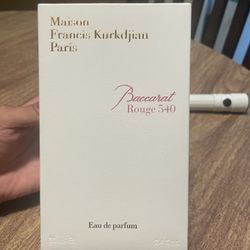 Maison
Francis Kurkdjian
Paris
Baccarat
Rouge 540
Eau de parfum